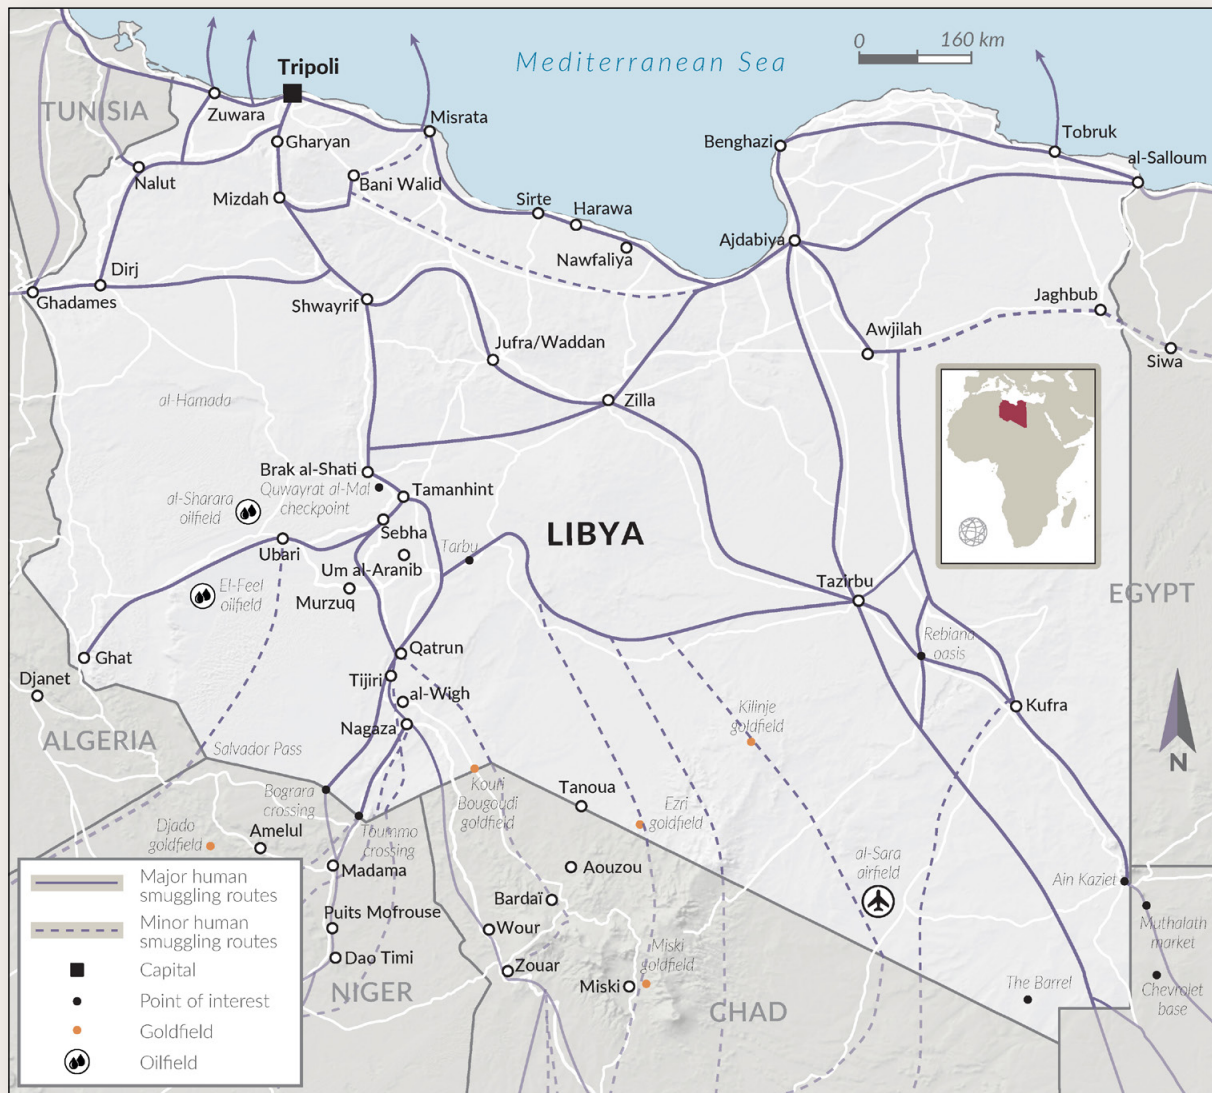 0
160 km
Mediterranean Sea
Tripoli
TUNISIA
Zuwara
Misrata
Gharyan
Benghazi
Tobruk
al-Salloum
Nalut
Bani Walid
Mizdah
Sirte
Harawa
Nawfaliya
Ajdabiya
Dirj
Ghadames
Shwayrif
Jaghbub
Awjilah
Siwa
Jufra/Waddan
al-Hamada
Zilla
Brak al-Shati
Quwayrat al-Mal
checkpoint
Tamanhint
al-Sharara
oilfield
Sebha
LIBYA
Ubari
Tarbu
Um al-Aranib
El-Feel
oilfield
Murzuq
Tazirbu
EGYPT
Rebiana
oasis
Qatrun
Ghat
Djanet
Tijiri
al-Wigh
Nagaza
Kilinje
goldfield
Kufra
ALGERIA
Salvador Pass
N
Bograra
crossing
Kouri
Bougoudi
goldfield
Tanoua
Ezri
goldfield
Djado
goldfield
Amelul
Toummo
crossing
al-Sara
airfield
Madama
Aouzou
Ain Kaziet
Bardaï
Puits Mofrouse
Wour
Muthalath
market
Dao Timi
Miski
goldfield
Zouar
Miski
The Barrel
Chevrolet
base
NIGER
CHAD
Major human
smuggling routes
Minor human
smuggling routes
Capital
Point of interest
Goldfield
Oilfield